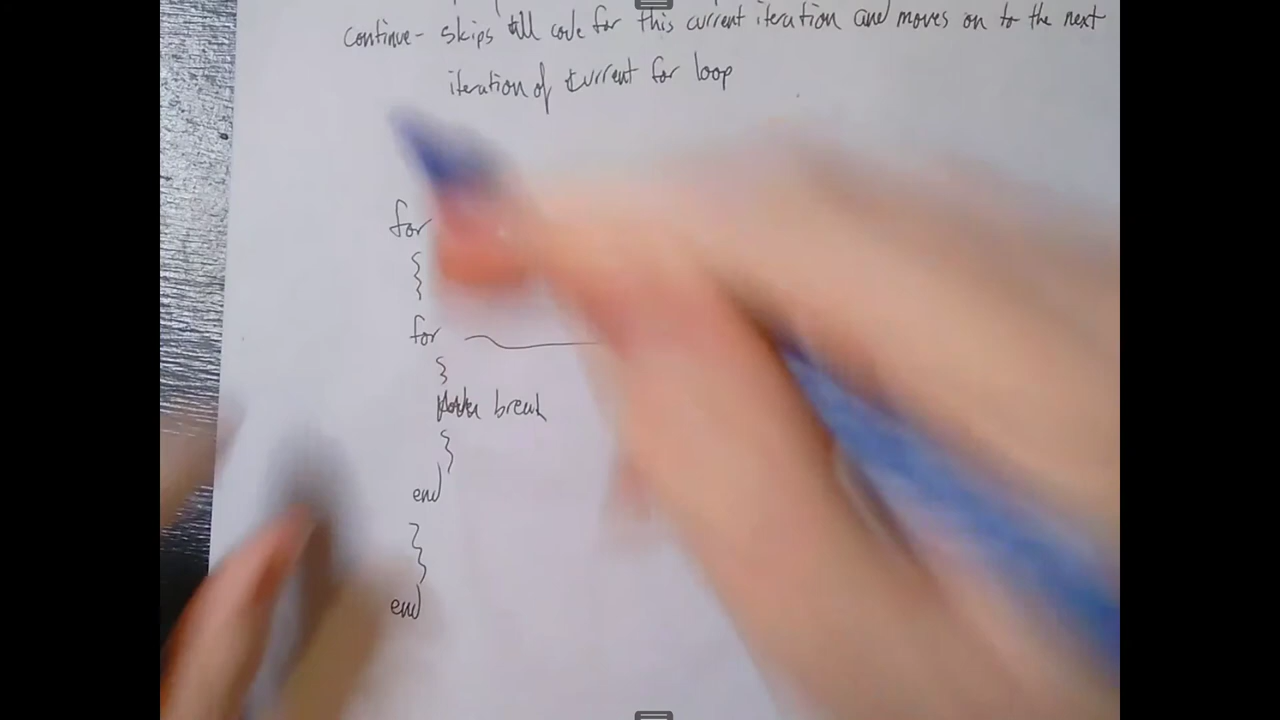 continue - skips all code for this current iteration and moves on to the next
iteration of current for loop
for
for
break
end
end